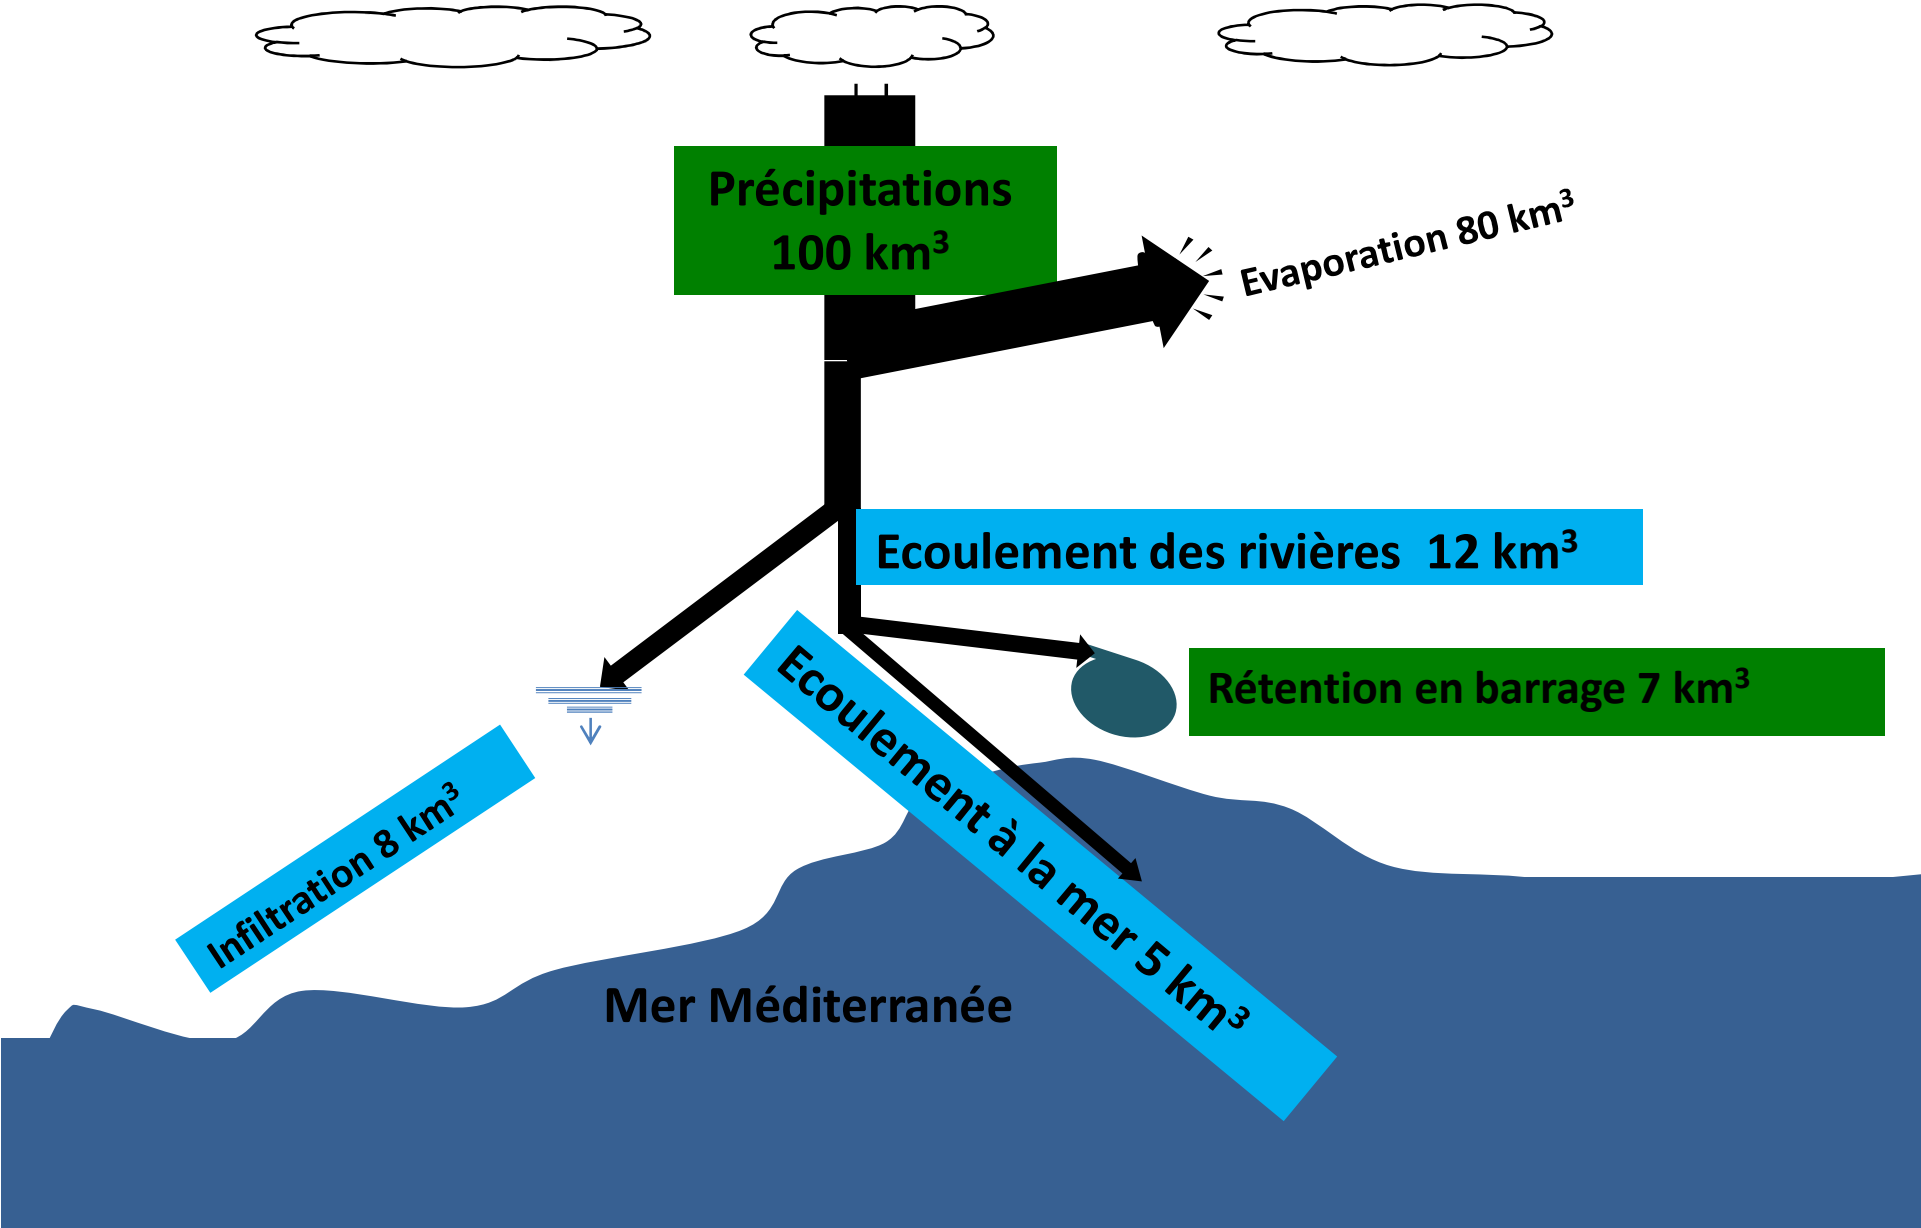 Précipitations
100 km³
Evaporation 80 km³
Ecoulement des rivières 12 km³
Rétention en barrage 7 km³
Ecoulement à la mer 5 km³
Infiltration 8 km³
Mer Méditerranée